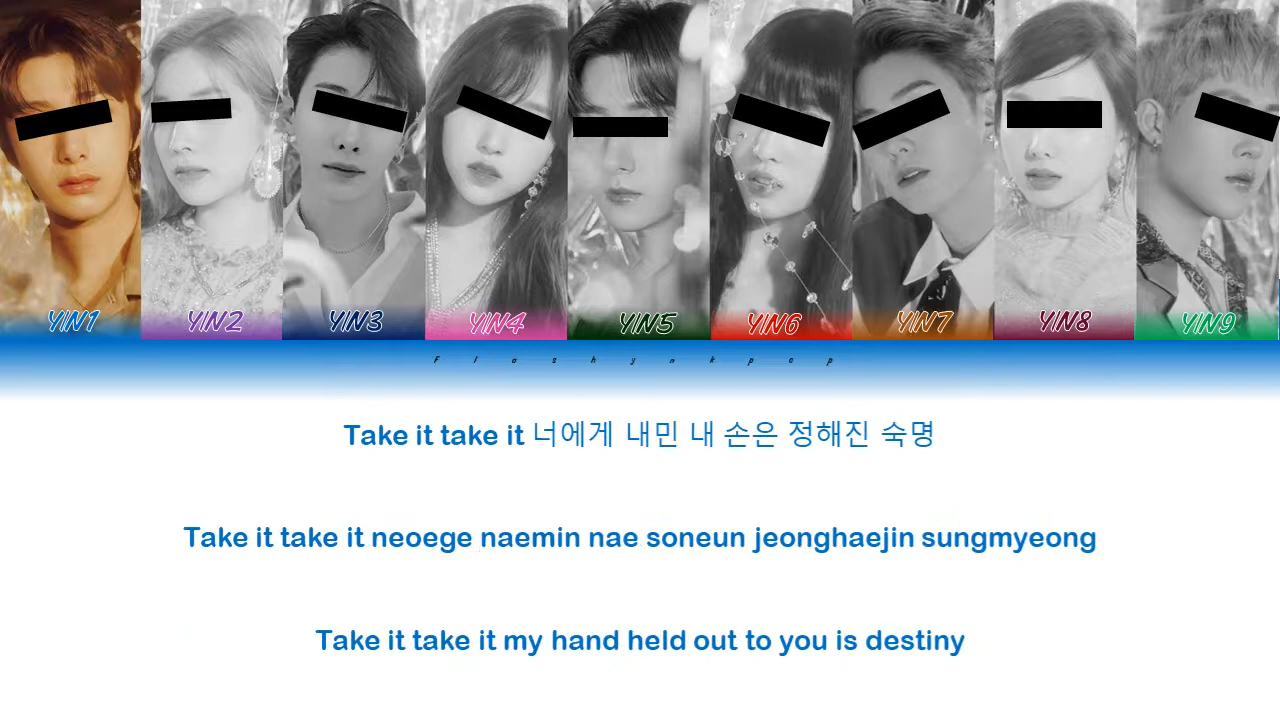 YIN1 YIN2 YIN3 YIN4 YIN5 YIN6 YIN7 YIN8 YIN9
F l a s h y n k p o p
Take it take it 너에게 내민 내 손은 정해진 숙명
Take it take it neoege naemin nae soneun jeonghaejin sungmyeong
Take it take it my hand held out to you is destiny